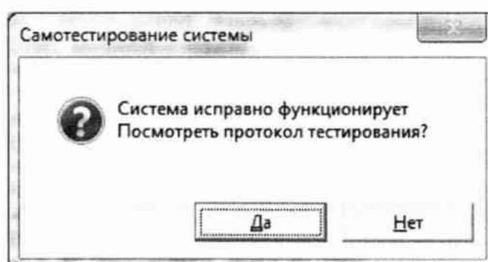 Самотестирование системы
Система исправно функционирует
Посмотреть протокол тестирования?
Да
Нет